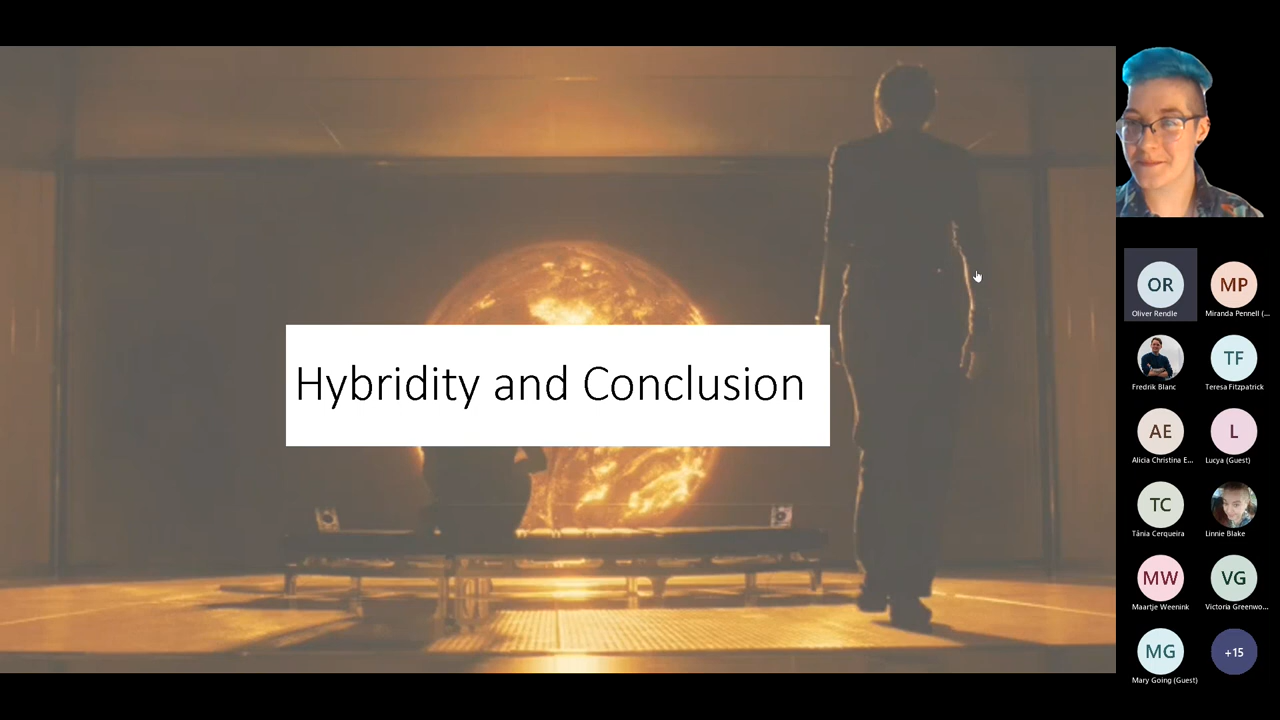 Hybridity and Conclusion
OR
Oliver Rendle
MP
Miranda Pennell (...
Fredrik Blanc
TF
Teresa Fitzpatrick
AE
Alicia Christina E...
L
Lucya (Guest)
TC
Tânia Cerqueira
Linnie Blake
MW
Maartje Weenink
VG
Victoria Greenwo...
MG
Mary Going (Guest)
+15